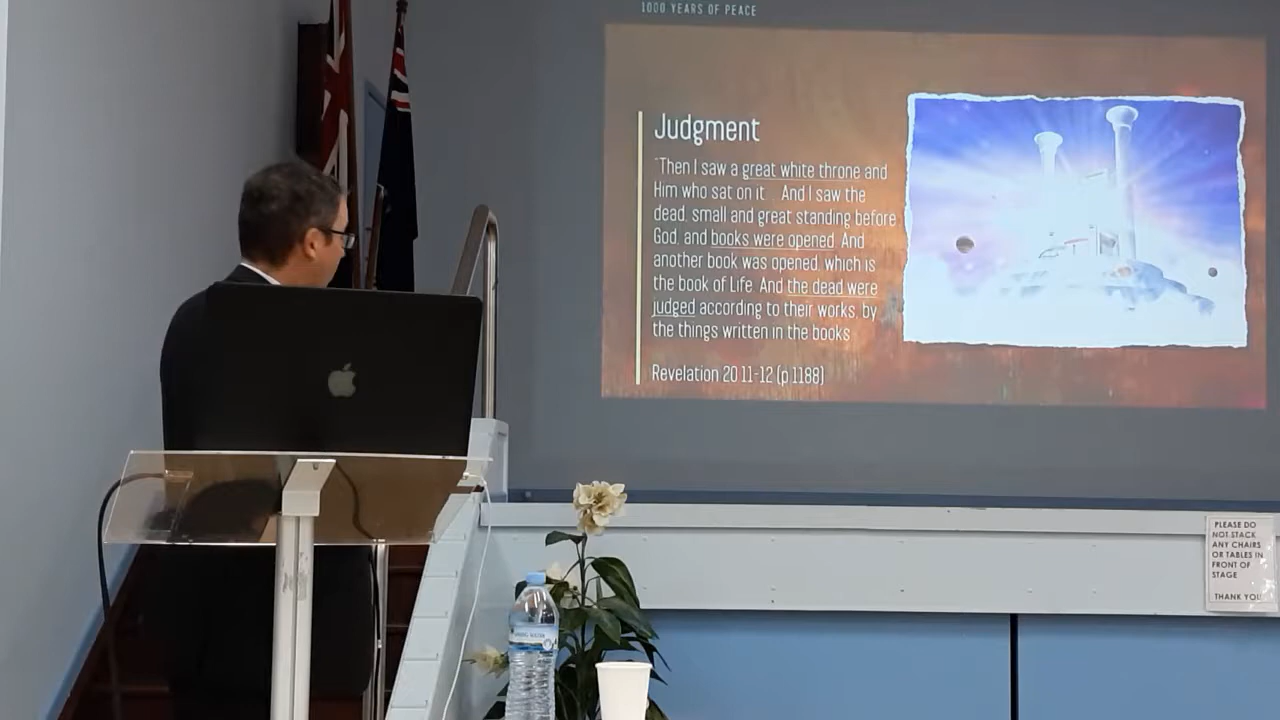 1000 YEARS OF PEACE
Judgment
"Then I saw a great white throne and
Him who sat on it... And I saw the
dead, small and great standing before
God, and books were opened. And
another book was opened, which is
the book of Life. And the dead were
judged according to their works, by
the things written in the books.
Revelation 20:11-12 (p.1188)
PLEASE DO
NOT STACK
ANY CHAIRS
OR TABLES IN
FRONT OF
STAGE
THANK YOU